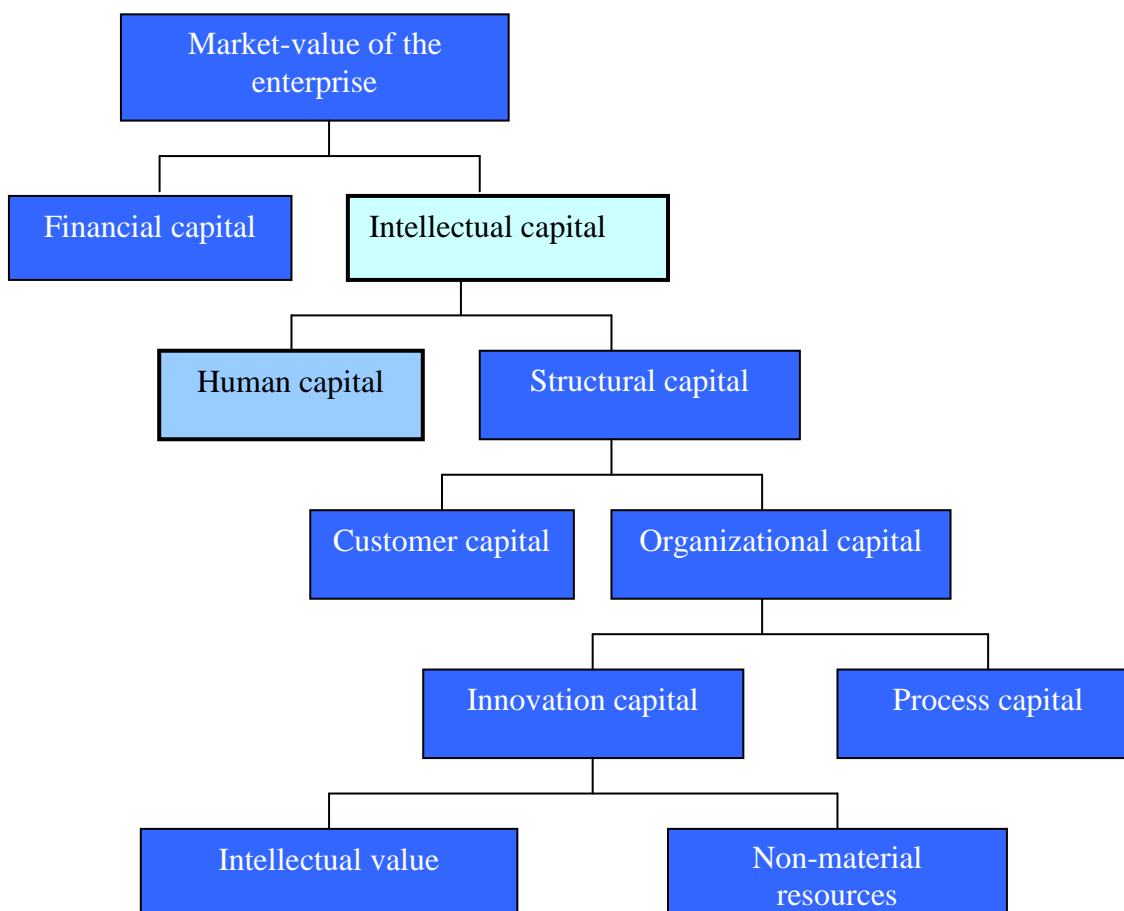 Market-value of the
enterprise
Financial capital
Intellectual capital
Human capital
Structural capital
Customer capital
Organizational capital
Innovation capital
Process capital
Intellectual value
Non-material
resources